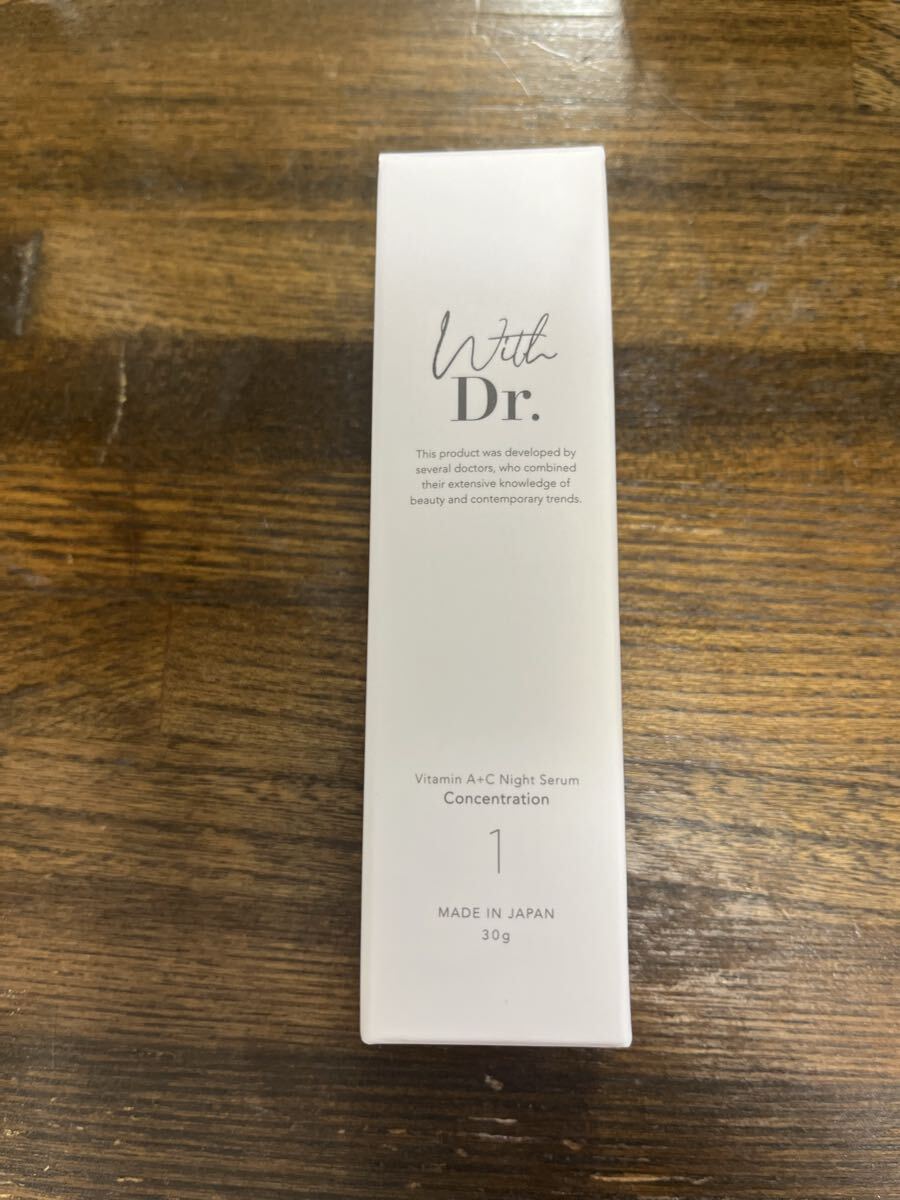 With
Dr.
This product was developed by
several doctors, who combined
their extensive knowledge of
beauty and contemporary trends.
Vitamin A+C Night Serum
Concentration
1
MADE IN JAPAN
30g